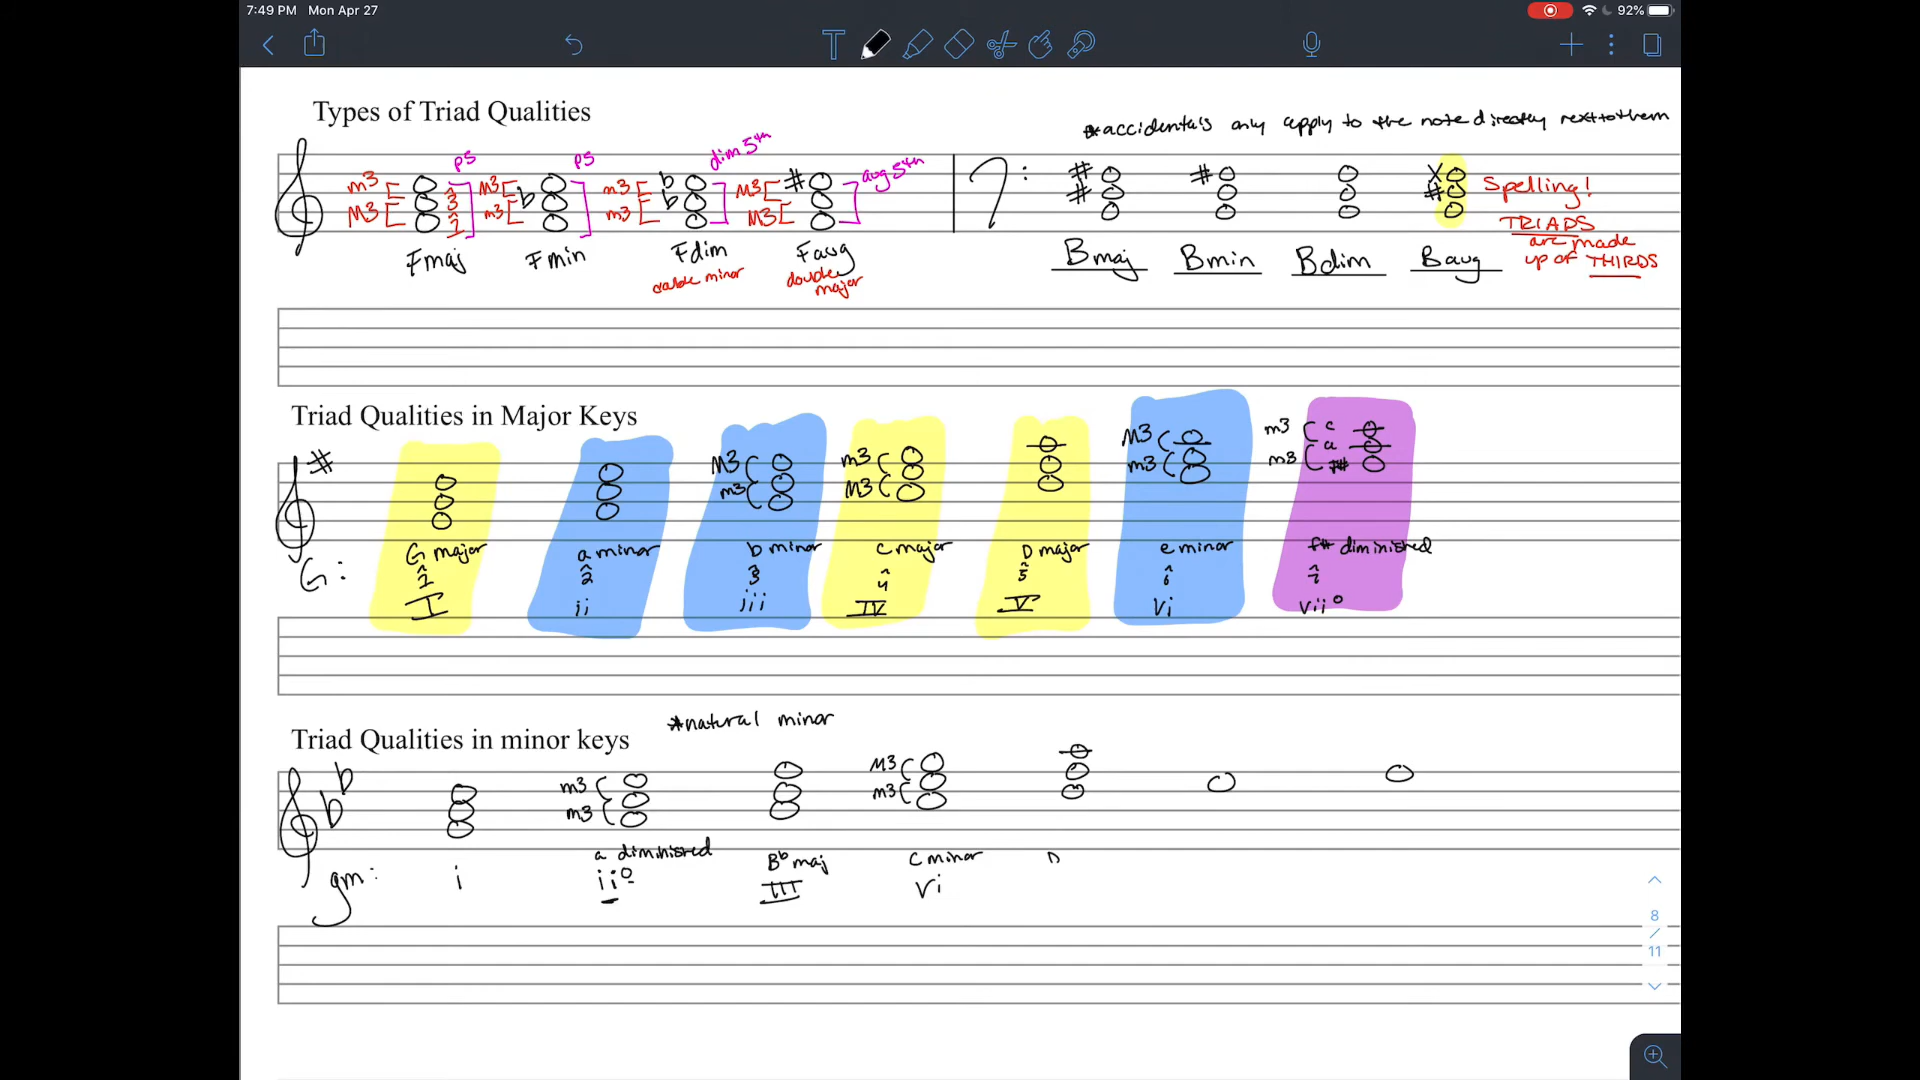 7:49 PM Mon Apr 27
92%
Types of Triad Qualities
*accidentals only apply to the note directly next to them
P5 P5 dim 5th aug 5th
m3 M3 m3 M3
M3 m3 m3 M3
3
1
b b b #
# # # x #
Fmaj Fmin Fdim Faug
double minor double major
Bmaj Bmin Bdim Baug
Spelling!
TRIADS
are made
up of THIRDS
Triad Qualities in Major Keys
M3 m3 M3 m3 c
m3 M3 m3 m3 a
f#
G:
G major a minor b minor C major D major e minor f# diminished
1 2 3 4 5 6 7
I ii iii IV V vi vii°
*natural minor
Triad Qualities in minor keys
m3 M3
m3 m3
a diminished Bb maj C minor D
gm: i ii° III vi
8
/
11